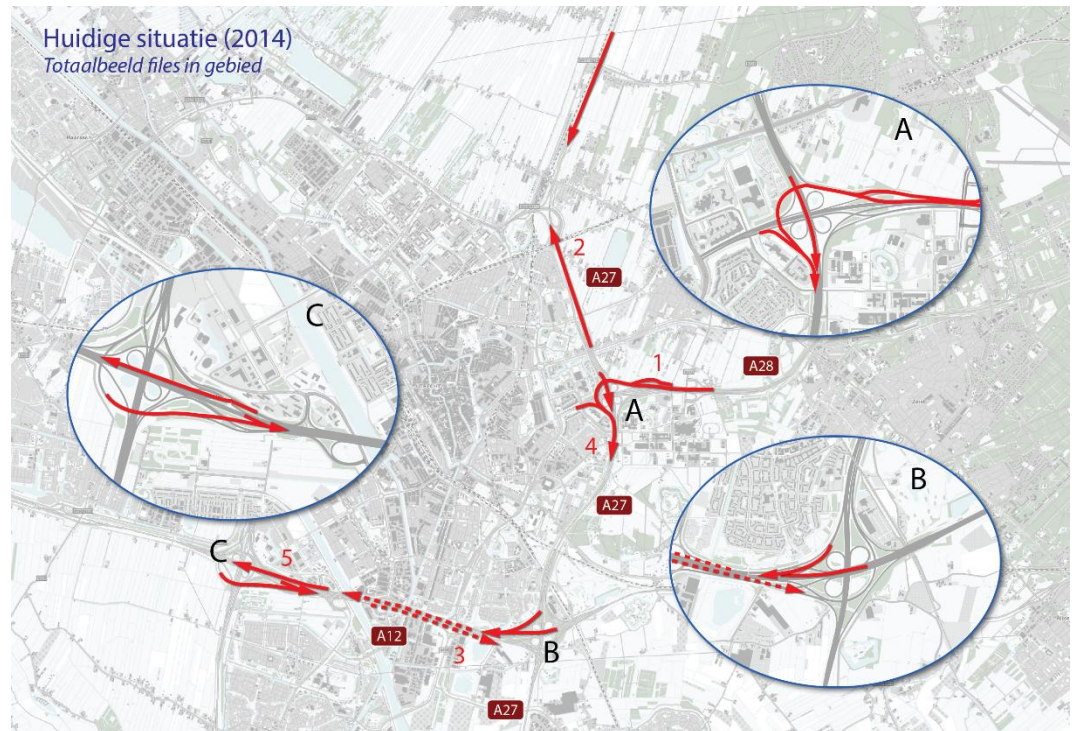 Huidige situatie (2014)
Totaalbeeld files in gebied
A
2
A27
C
1
A28
A
4
B
A27
C
5
A12
3
B
A27